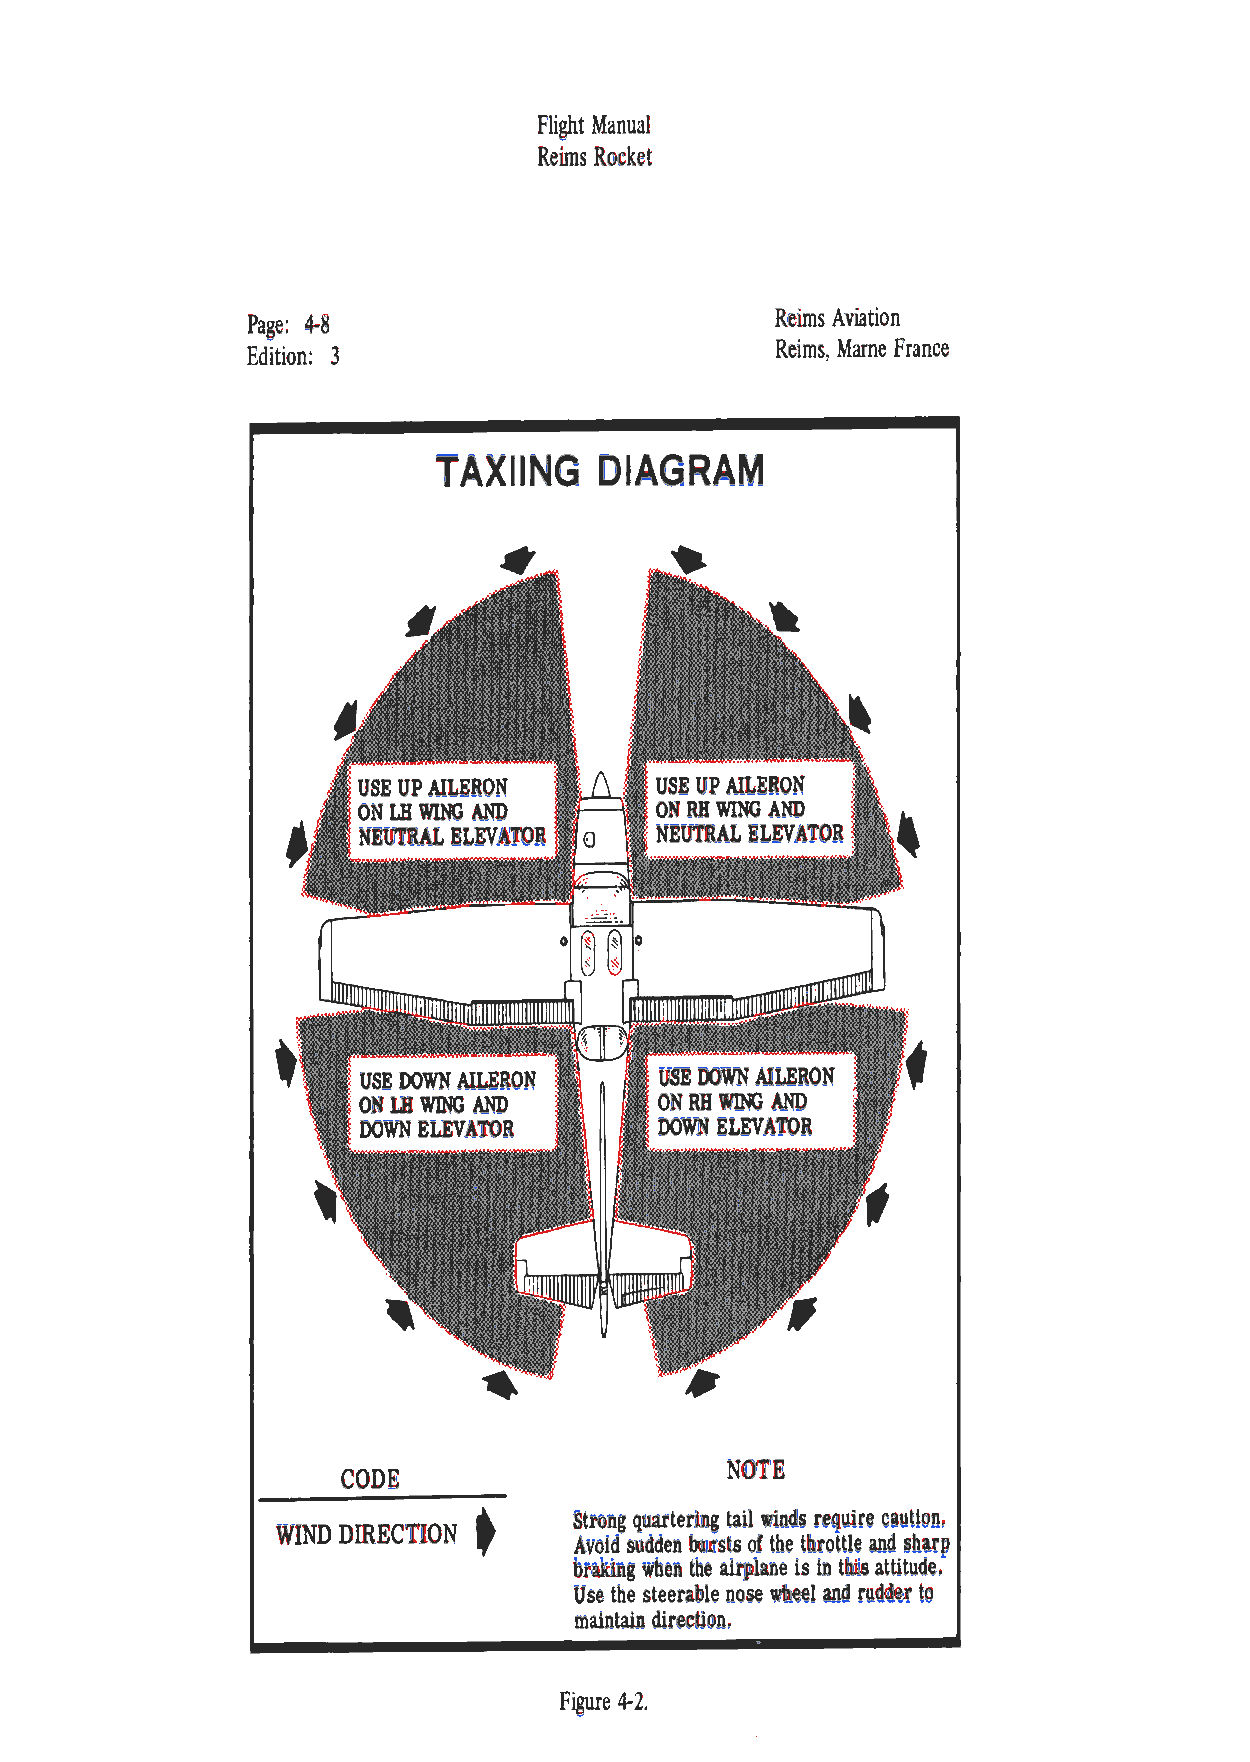 Flight Manual
Reims Rocket
Page: 4-8
Edition: 3
Reims Aviation
Reims, Marne France
TAXIING DIAGRAM
USE UP AILERON
ON LH WING AND
NEUTRAL ELEVATOR
USE UP AILERON
ON RH WING AND
NEUTRAL ELEVATOR
USE DOWN AILERON
ON LH WING AND
DOWN ELEVATOR
USE DOWN AILERON
ON RH WING AND
DOWN ELEVATOR
CODE
WIND DIRECTION
NOTE
Strong quartering tail winds require caution.
Avoid sudden bursts of the throttle and sharp
braking when the airplane is in this attitude.
Use the steerable nose wheel and rudder to
maintain direction.
Figure 4-2.